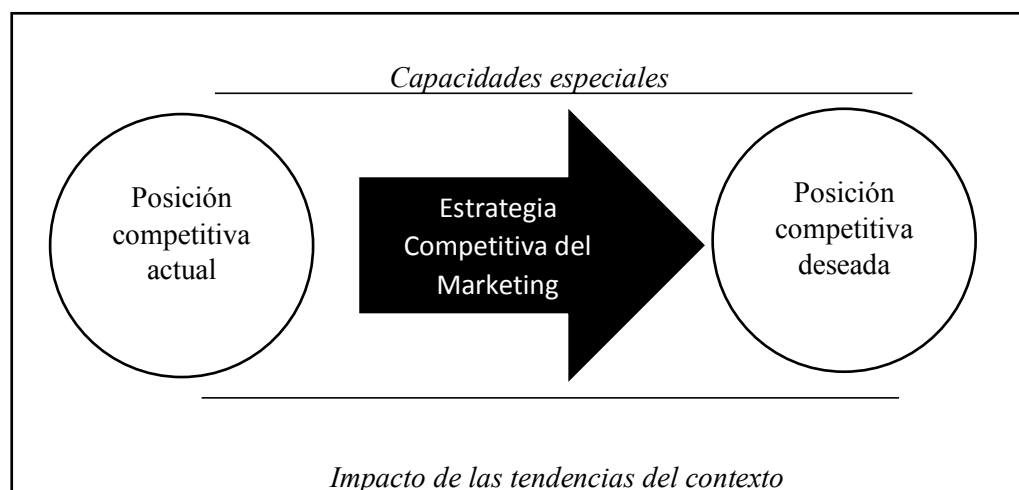 Capacidades especiales
Posición
competitiva
actual
Estrategia
Competitiva del
Marketing
Posición
competitiva
deseada
Impacto de las tendencias del contexto